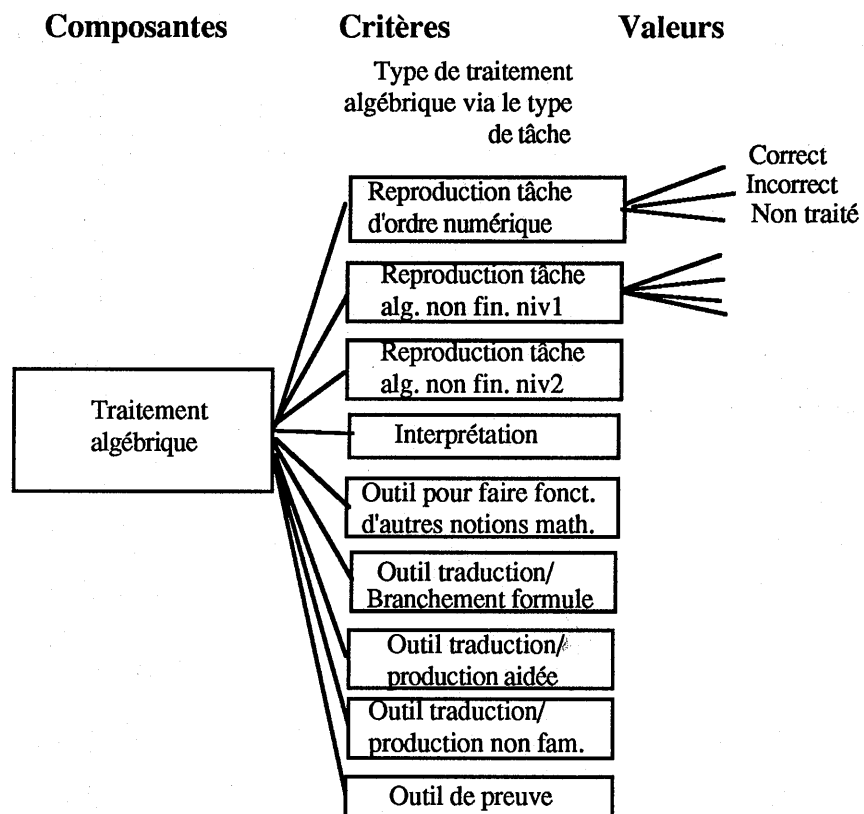 Composantes Critères Valeurs
Type de traitement
algébrique via le type
de tâche
Correct
Incorrect
Non traité
Reproduction tâche
d'ordre numérique
Reproduction tâche
alg. non fin. niv1
Reproduction tâche
alg. non fin. niv2
Traitement
algébrique
Interprétation
Outil pour faire fonct.
d'autres notions math.
Outil traduction/
Branchement formule
Outil traduction/
production aidée
Outil traduction/
production non fam.
Outil de preuve